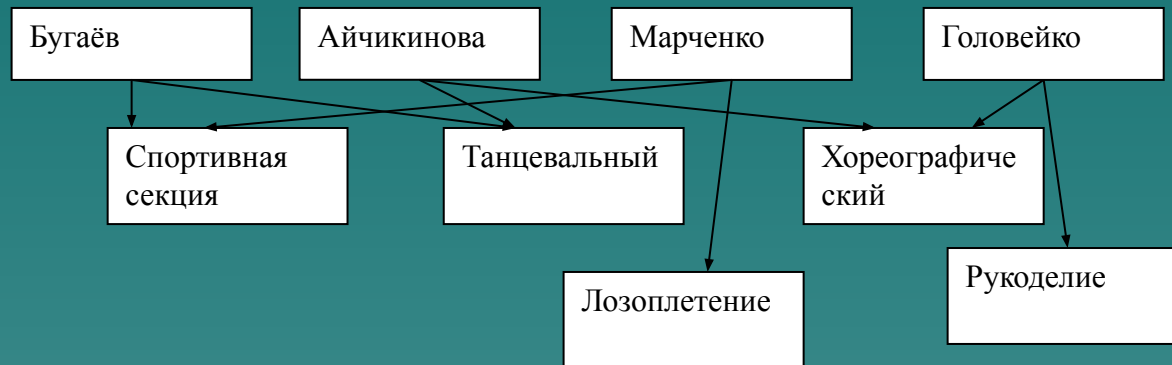 Бугаёв
Айчикинова
Марченко
Головейко
Спортивная
секция
Танцевальный
Хореографиче
ский
Лозоплетение
Рукоделие